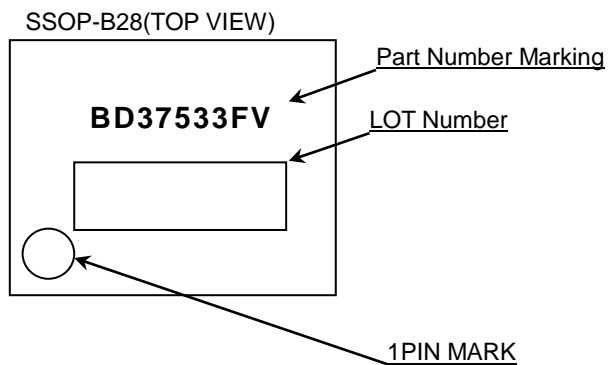 SSOP-B28(TOP VIEW)
Part Number Marking
BD37533FV
LOT Number
1PIN MARK